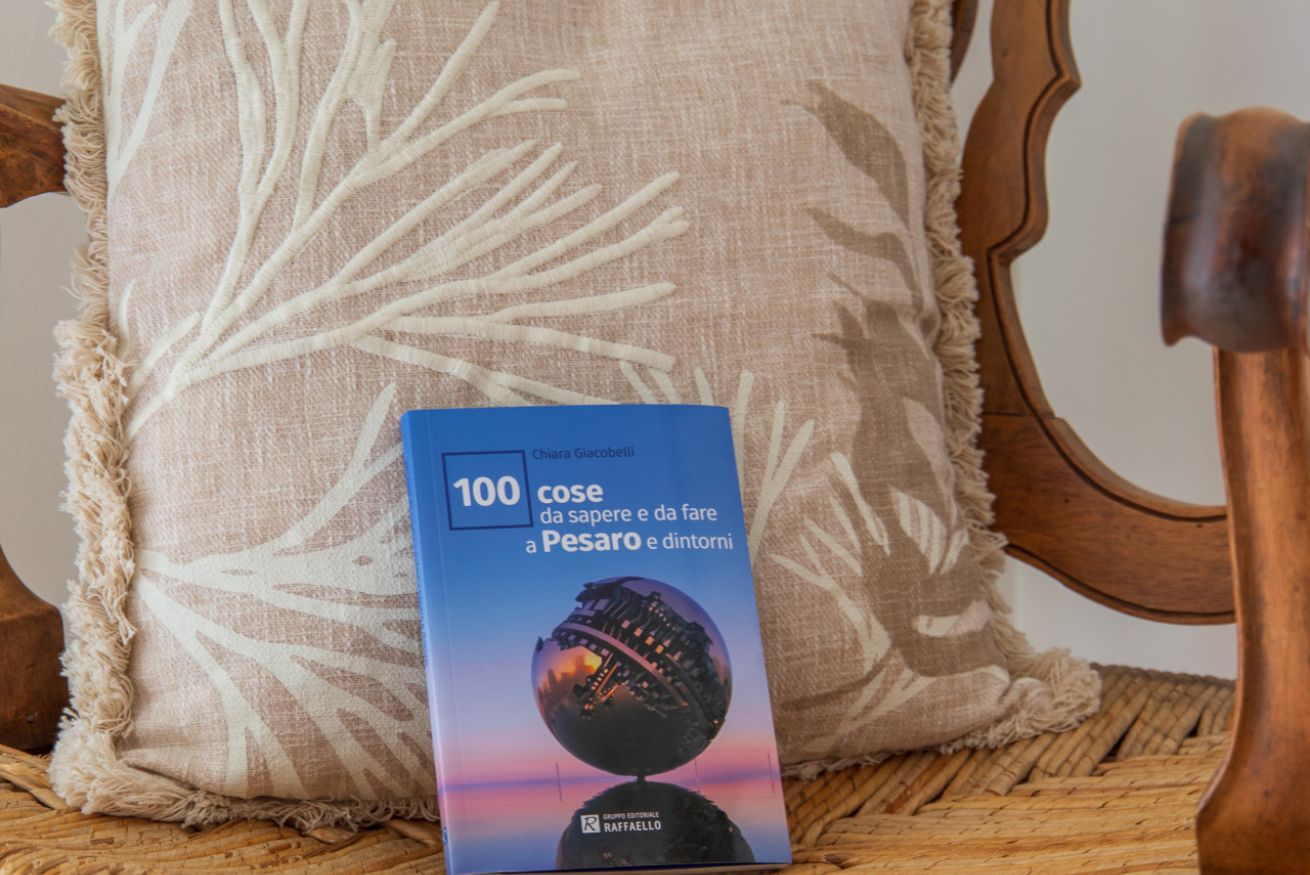 Chiara Giacobelli
100 cose
da sapere e da fare
a Pesaro e dintorni
GRUPPO EDITORIALE
RAFFAELLO